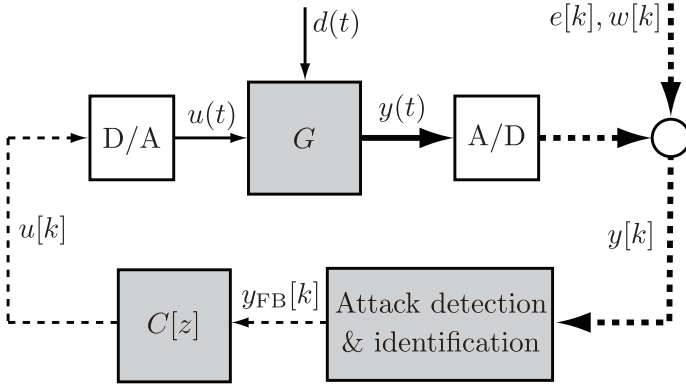 d(t)
e[k], w[k]
D/A
u(t)
G
y(t)
A/D
u[k]
y[k]
C[z]
y_FB[k]
Attack detection
& identification